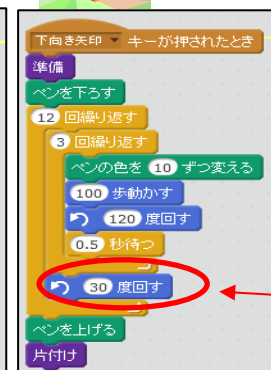 下向き矢印 キーが押されたとき
準備
ペンを下ろす
12 回繰り返す
3 回繰り返す
ペンの色を 10 ずつ変える
100 歩動かす
120 度回す
0.5 秒待つ
30 度回す
ペンを上げる
片付け